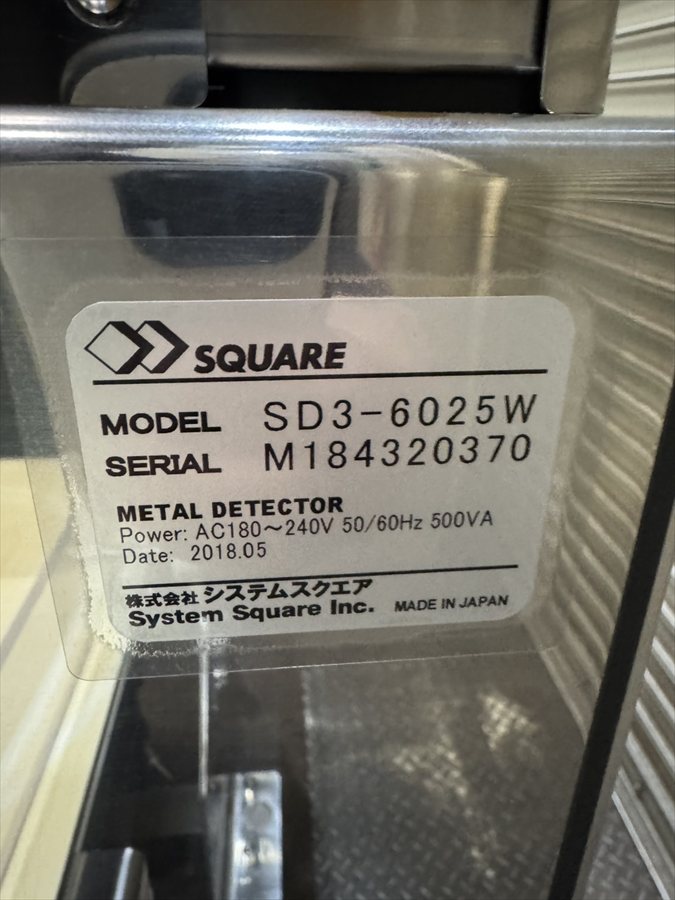 SQUARE
MODEL SD3-6025W
SERIAL M184320370
METAL DETECTOR
Power: AC180～240V 50/60Hz 500VA
Date: 2018.05
株式会社 システムスクエア
System Square Inc. MADE IN JAPAN